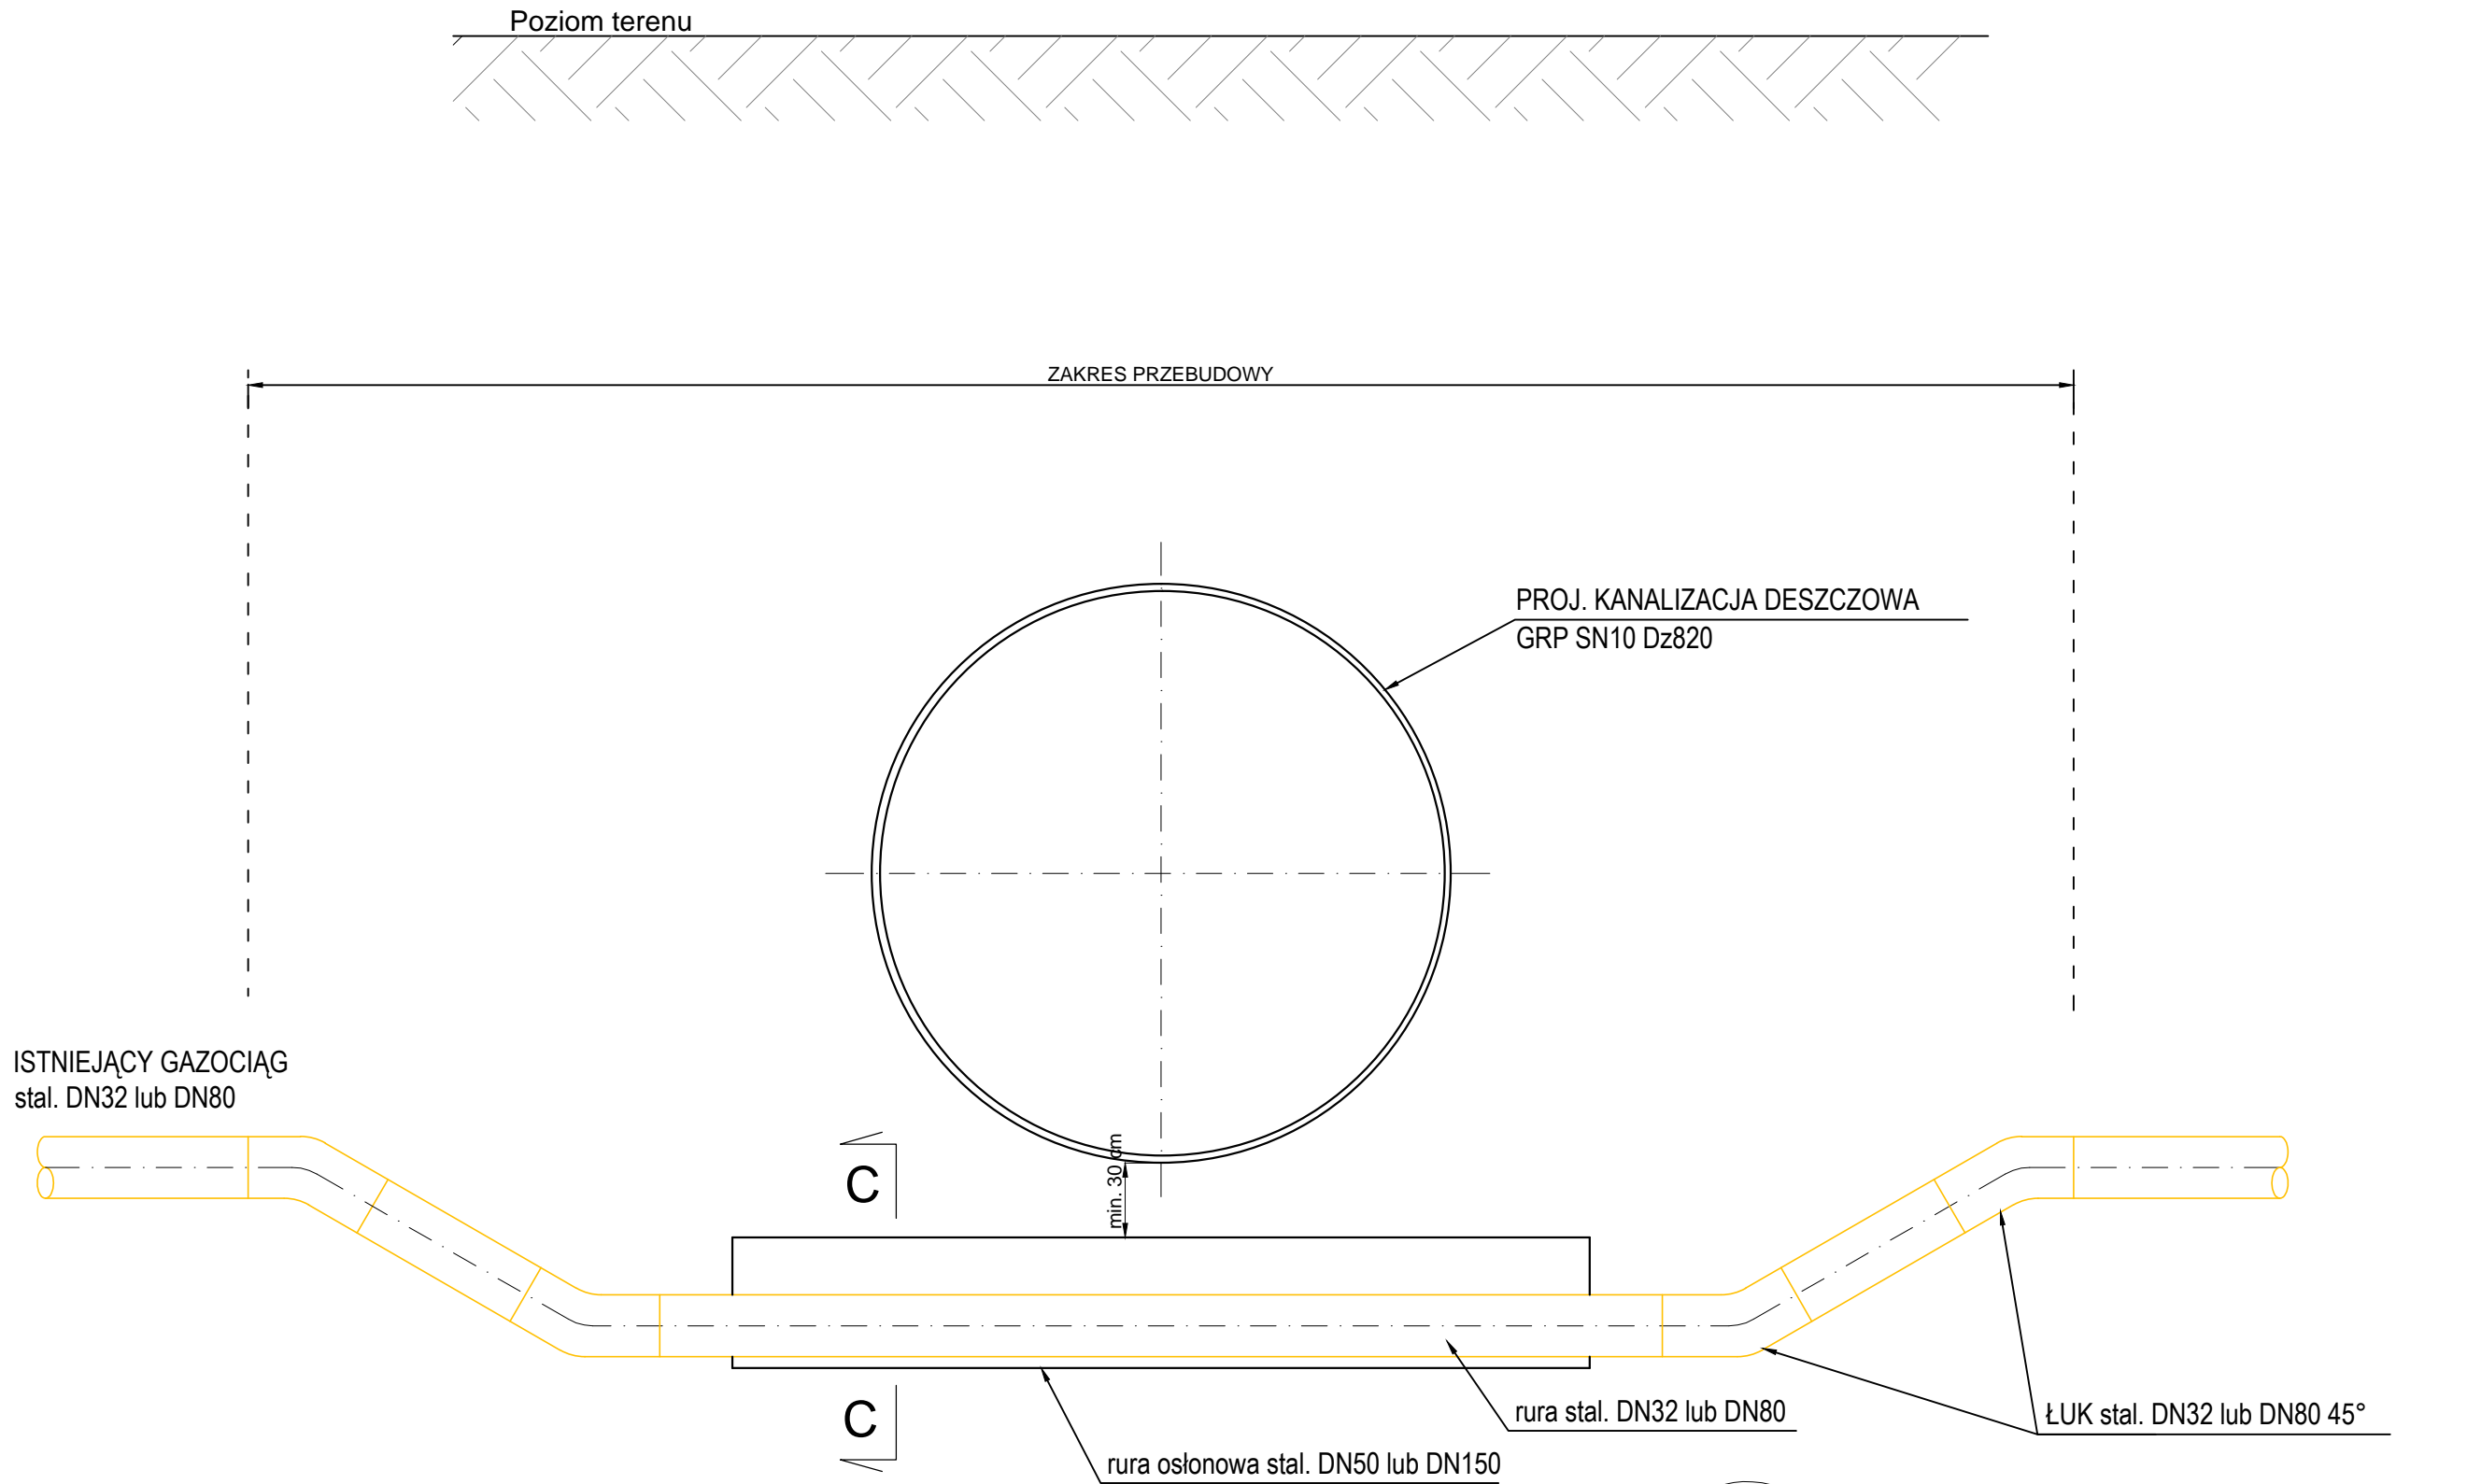 Poziom terenu
ZAKRES PRZEBUDOWY
PROJ. KANALIZACJA DESZCZOWA
GRP SN10 Dz820
ISTNIEJĄCY GAZOCIĄG
stal. DN32 lub DN80
min. 30 cm
C
C
rura stal. DN32 lub DN80
ŁUK stal. DN32 lub DN80 45°
rura osłonowa stal. DN50 lub DN150